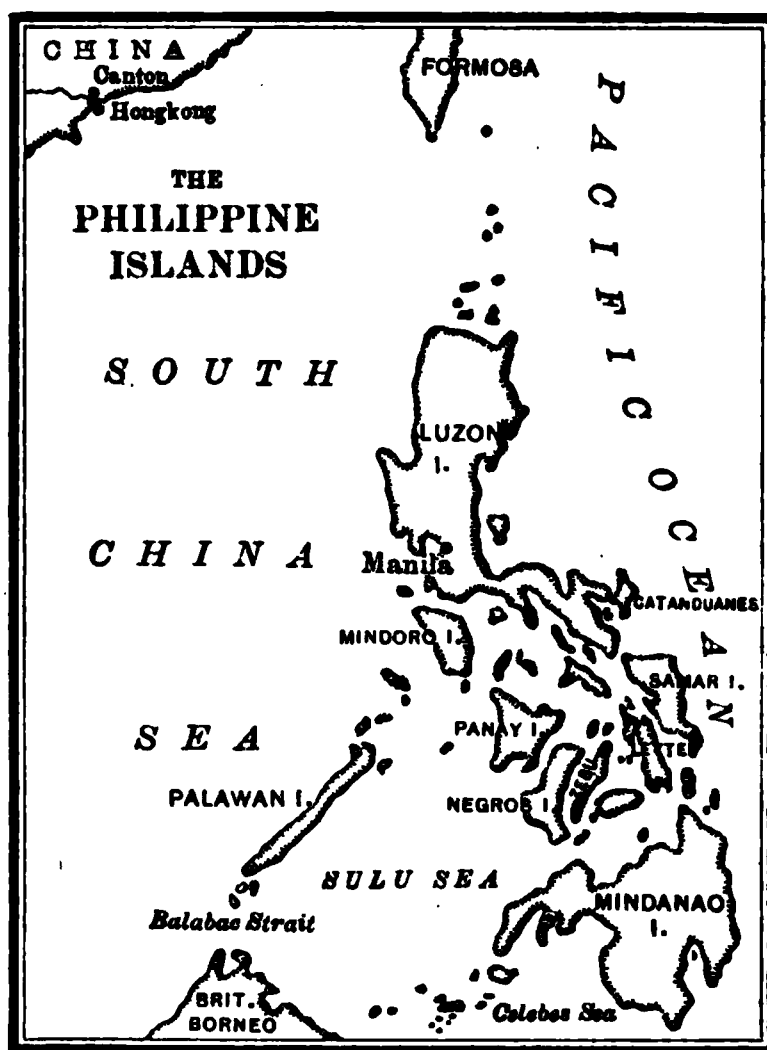 CHINA
Canton
Hongkong
FORMOSA
THE
PHILIPPINE
ISLANDS
PACIFIC OCEAN
SOUTH
LUZON
I.
CHINA
Manila
CATANDUANES
MINDORO I.
SAMAR I.
SEA
PANAY I.
LEYTE
PALAWAN I.
NEGROS I.
ZEBU
SULU SEA
MINDANAO
I.
Balabac Strait
BRIT.
BORNEO
Celebes Sea